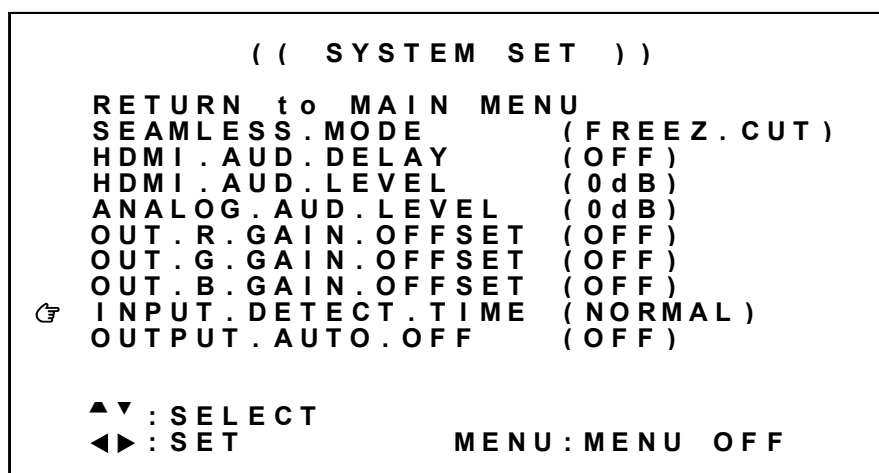 (( SYSTEM SET ))
RETURN to MAIN MENU
SEAMLESS.MODE (FREEZ.CUT)
HDMI.AUD.DELAY (OFF)
HDMI.AUD.LEVEL (0dB)
ANALOG.AUD.LEVEL (0dB)
OUT.R.GAIN.OFFSET (OFF)
OUT.G.GAIN.OFFSET (OFF)
OUT.B.GAIN.OFFSET (OFF)
☞ INPUT.DETECT.TIME (NORMAL)
OUTPUT.AUTO.OFF (OFF)
▲▼:SELECT
◀▶:SET MENU:MENU OFF